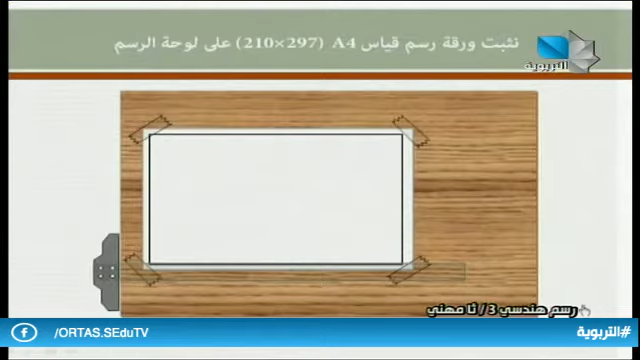 نثبت ورقة رسم قياس A4 (297×210) على لوحة الرسم
التربوية
رسم هندسي 3 / ثا مهني
/ORTAS.SEduTV
#التربوية